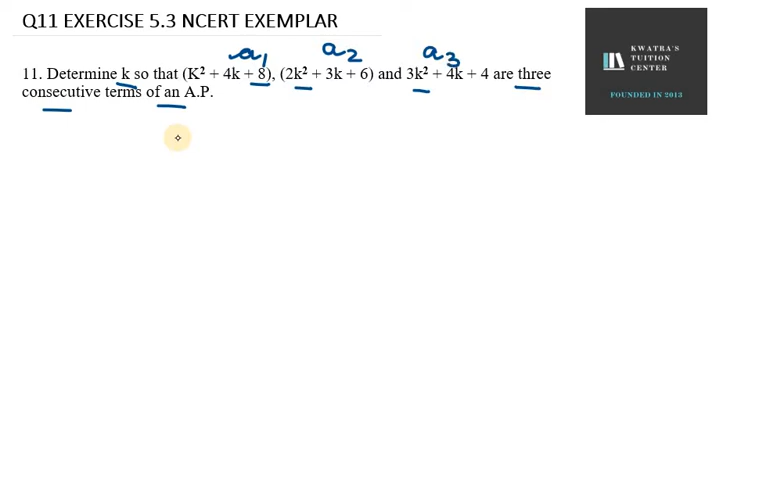 Q11 EXERCISE 5.3 NCERT EXEMPLAR
a₁ a₂ a₃
11. Determine k so that (K² + 4k + 8), (2k² + 3k + 6) and 3k² + 4k + 4 are three
consecutive terms of an A.P.
KWATRA'S
TUITION
CENTER
FOUNDED IN 2013